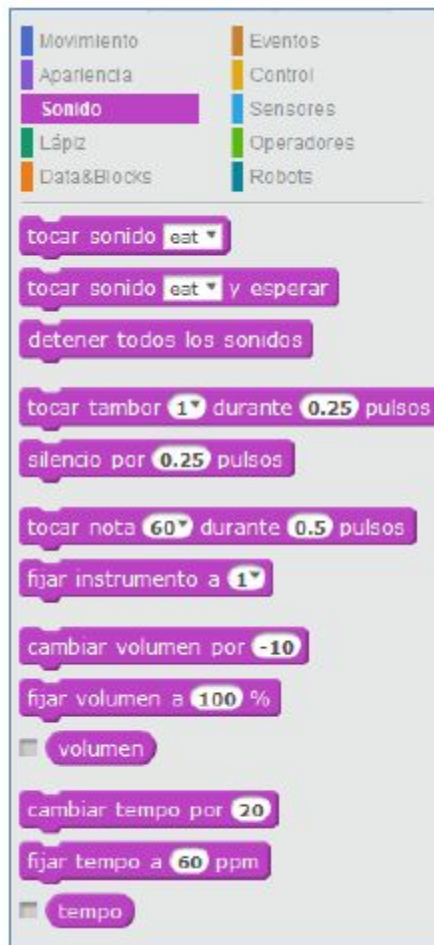 Movimiento Eventos
Apariencia Control
Sonido Sensores
Lápiz Operadores
Data&Blocks Robots
tocar sonido eat
tocar sonido eat y esperar
detener todos los sonidos
tocar tambor 1 durante 0.25 pulsos
silencio por 0.25 pulsos
tocar nota 60 durante 0.5 pulsos
fijar instrumento a 1
cambiar volumen por -10
fijar volumen a 100 %
volumen
cambiar tempo por 20
fijar tempo a 60 ppm
tempo